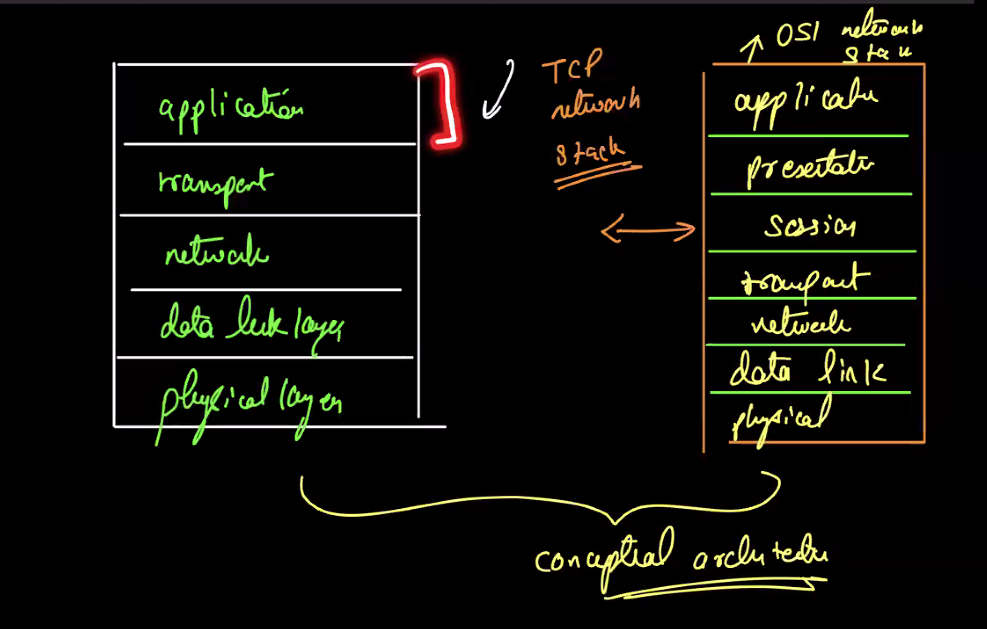 OSI network
stack
application
transport
network
data link layer
physical layer
TCP
network
stack
applicatn
presentatn
session
transport
network
data link
physical
conceptual architectu